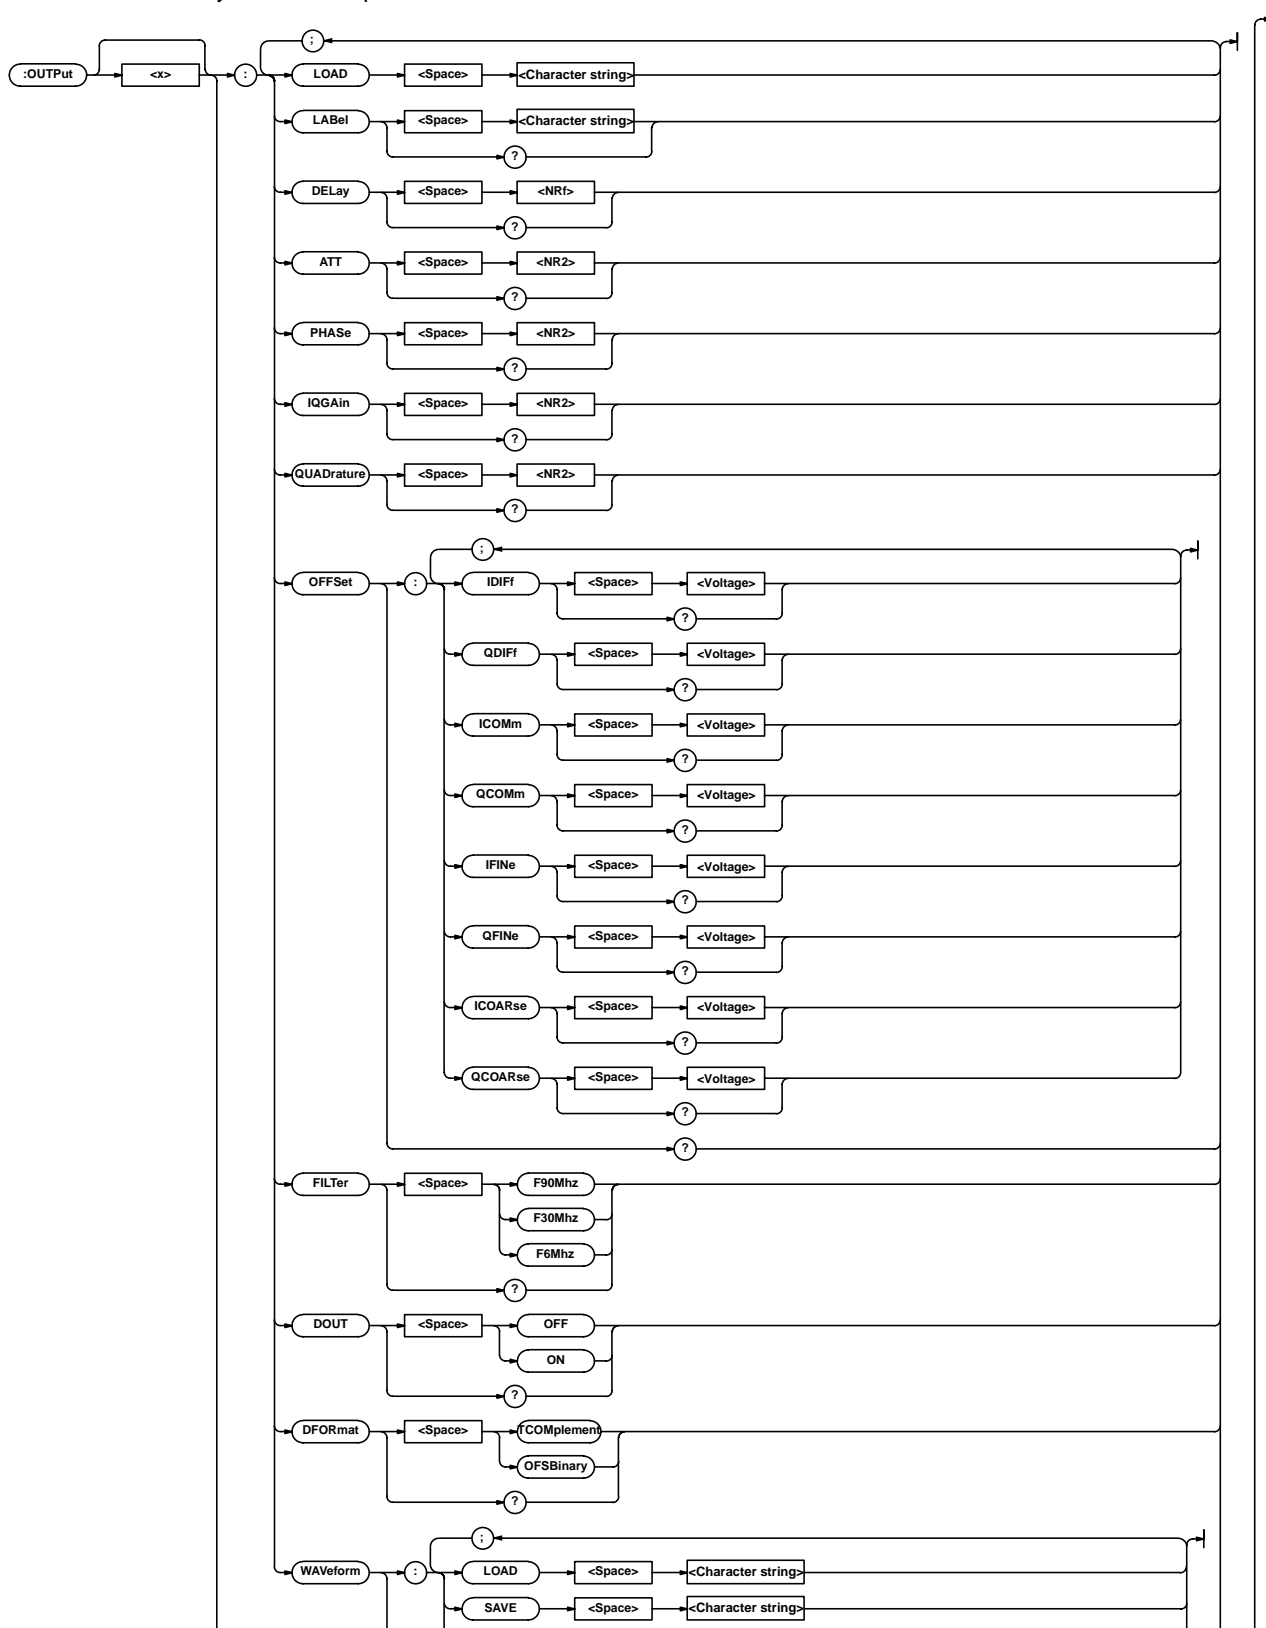 ;
:OUTPut <x> : LOAD <Space> <Character string>
LABel <Space> <Character string>
?
DELay <Space> <NRf>
?
ATT <Space> <NR2>
?
PHASe <Space> <NR2>
?
IQGAin <Space> <NR2>
?
QUADrature <Space> <NR2>
?
;
OFFSet : IDIFf <Space> <Voltage>
?
QDIFf <Space> <Voltage>
?
ICOMm <Space> <Voltage>
?
QCOMm <Space> <Voltage>
?
IFINe <Space> <Voltage>
?
QFINe <Space> <Voltage>
?
ICOARse <Space> <Voltage>
?
QCOARse <Space> <Voltage>
?
?
FILTer <Space> F90Mhz
F30Mhz
F6Mhz
?
DOUT <Space> OFF
ON
?
DFORmat <Space> TCOMplement
OFSBinary
?
;
WAVeform : LOAD <Space> <Character string>
SAVE <Space> <Character string>